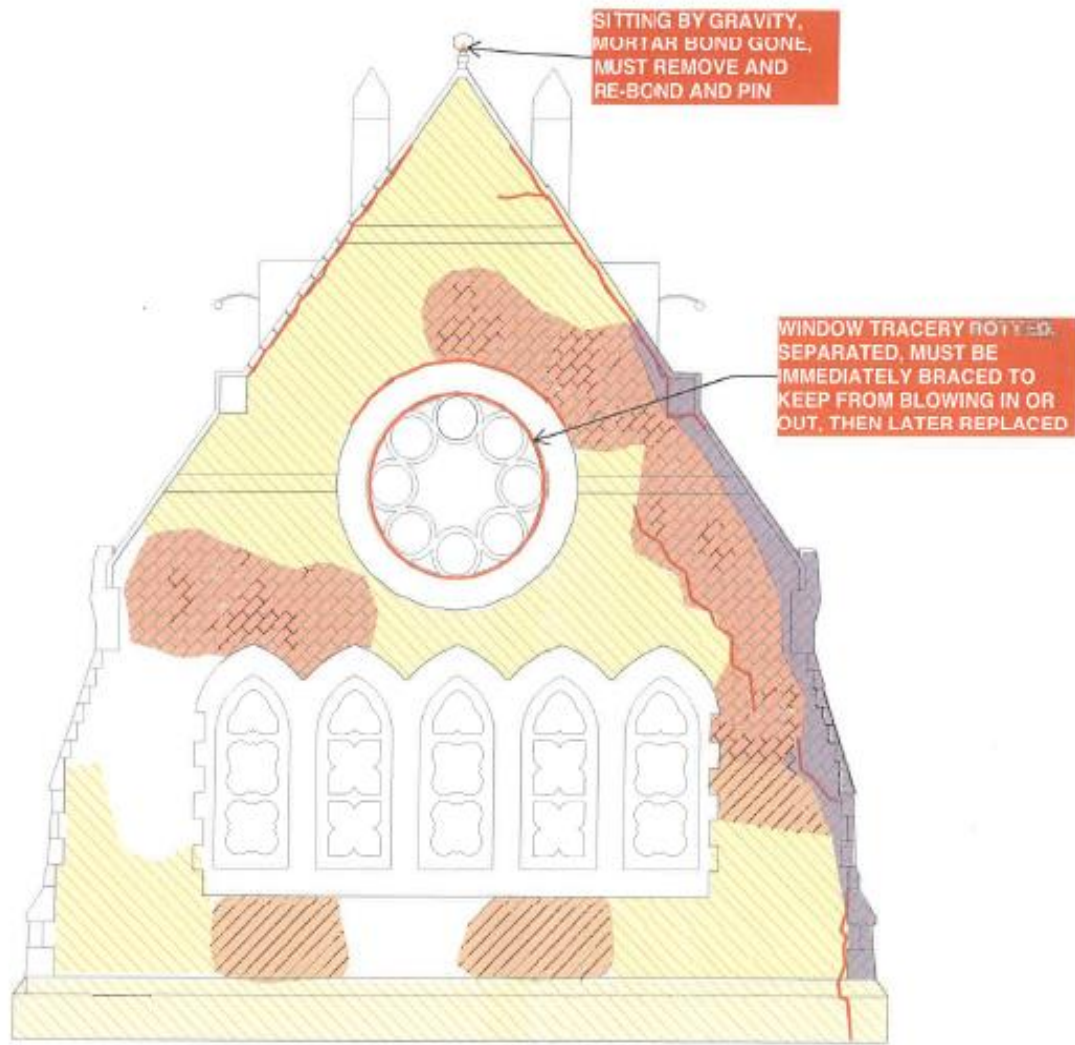 SITTING BY GRAVITY,
MORTAR BOND GONE,
MUST REMOVE AND
RE-BOND AND PIN
WINDOW TRACERY ROTTED,
SEPARATED, MUST BE
IMMEDIATELY BRACED TO
KEEP FROM BLOWING IN OR
OUT, THEN LATER REPLACED